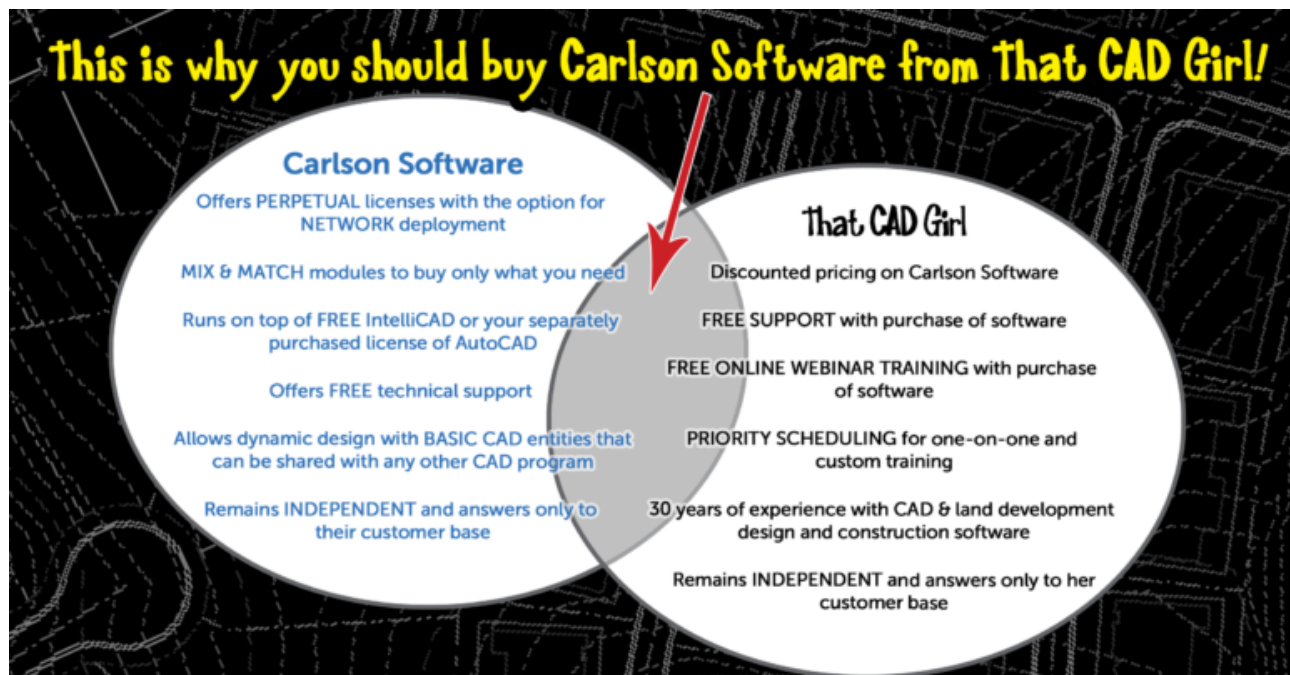 This is why you should buy Carlson Software from That CAD Girl!
Carlson Software
Offers PERPETUAL licenses with the option for
NETWORK deployment
MIX & MATCH modules to buy only what you need
Runs on top of FREE IntelliCAD or your separately
purchased license of AutoCAD
Offers FREE technical support
Allows dynamic design with BASIC CAD entities that
can be shared with any other CAD program
Remains INDEPENDENT and answers only to
their customer base
That CAD Girl
Discounted pricing on Carlson Software
FREE SUPPORT with purchase of software
FREE ONLINE WEBINAR TRAINING with purchase
of software
PRIORITY SCHEDULING for one-on-one and
custom training
30 years of experience with CAD & land development
design and construction software
Remains INDEPENDENT and answers only to her
customer base